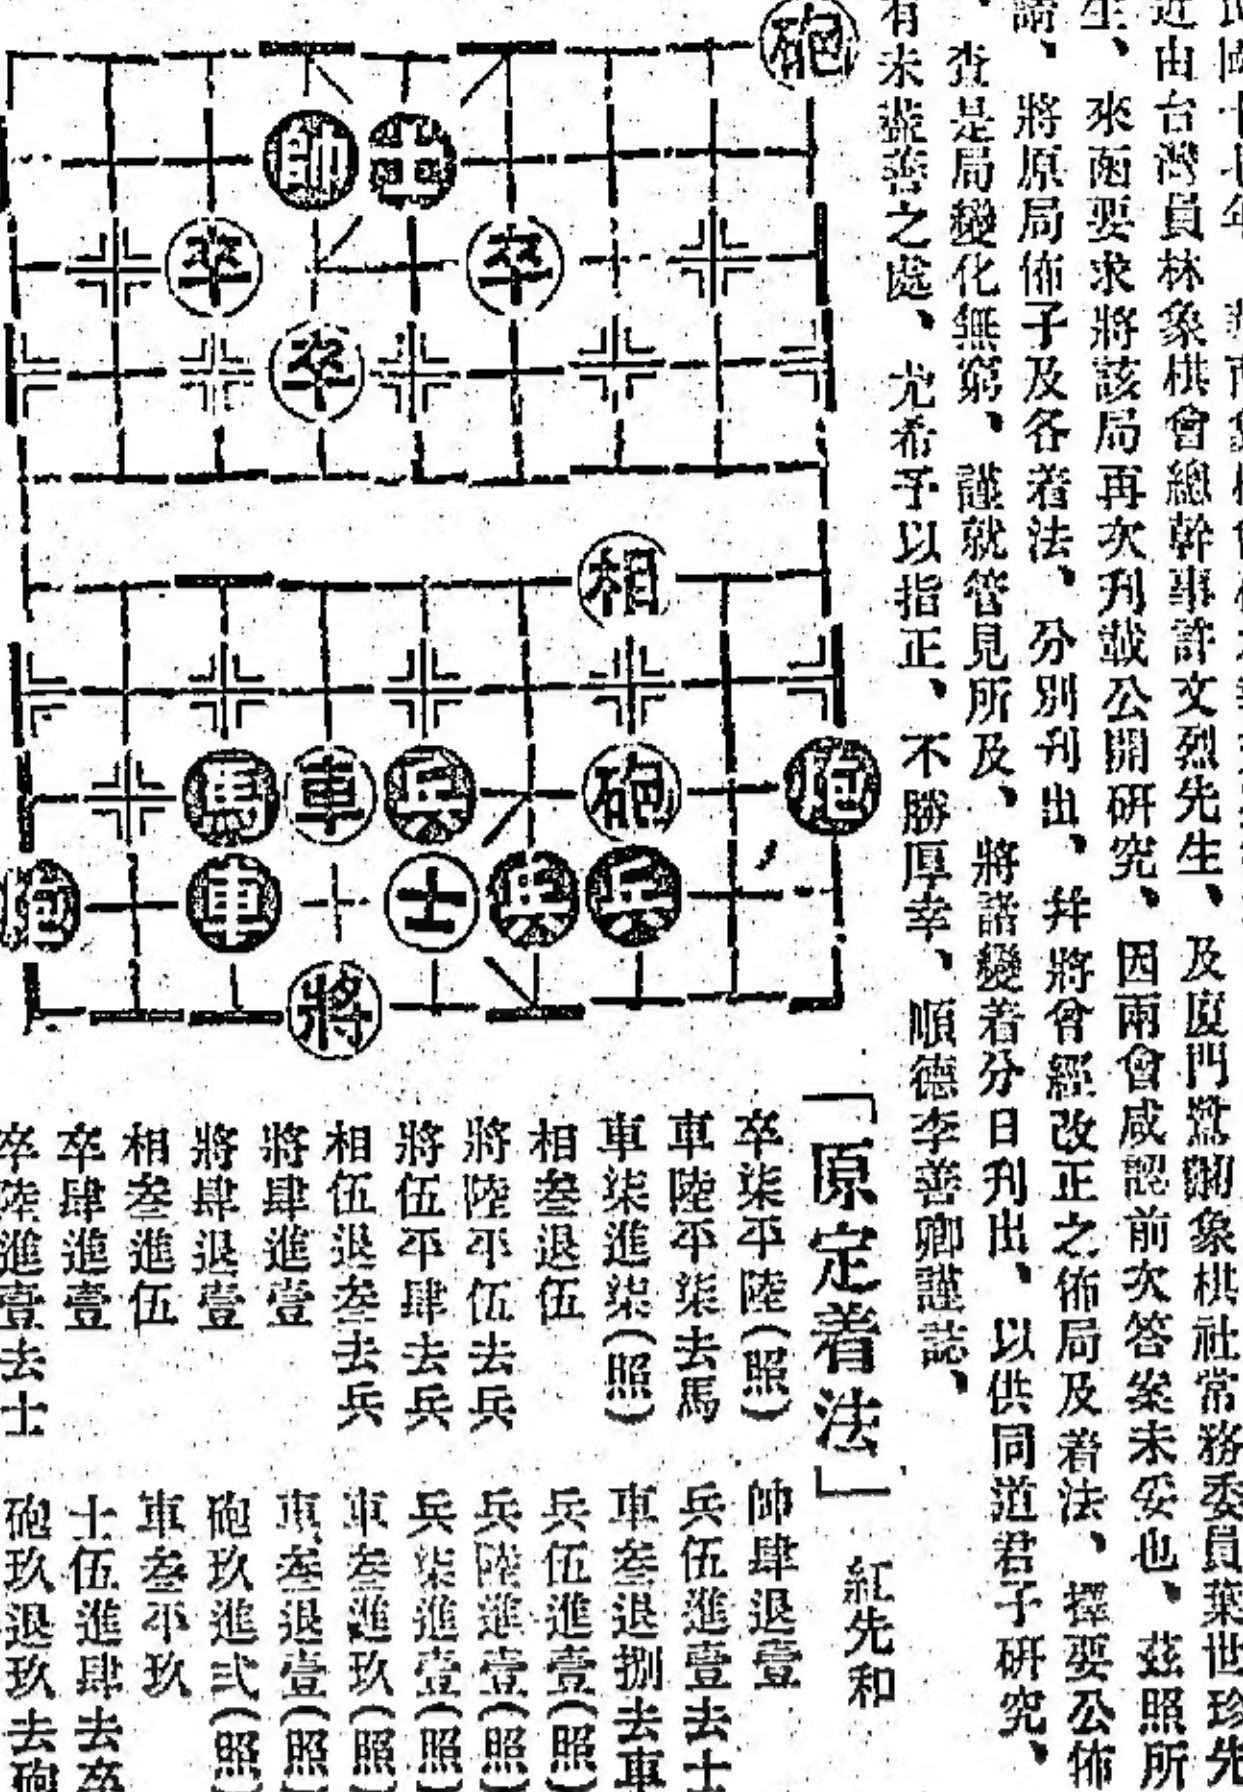 近由台灣員林象棋會總幹事許文烈先生、及廈門鷺
象棋社常務委員葉世珍先
生、來函要求將該局再次刋載公開研究、因兩會咸認前次答案未妥也、茲照所
請、將原局佈子及各着法、分別刋出、幷將曾經改正之佈局及着法、擇要公佈
、查是局變化無窮、謹就管見所及、將諸變着分日刋出、以供同道君子研究、
有未盡善之處、尤希予以指正、不勝厚幸、順德李善卿謹誌、
砲
帥 士
卒 卒
卒
相
馬 車 兵 砲 炮
炮 車 士 兵 兵
將
「原定着法」 紅先和
卒柒平陸(照) 帥肆退壹
車陸平柒去馬 兵伍進壹去士
車柒進柒(照) 車叁退捌去車
相叁退伍 兵伍進壹(照)
將陸平伍去兵 兵陸進壹(照)
將伍平肆去兵 兵柒進壹(照)
相伍退叁去兵 車叁進玖(照)
將肆進壹 車叁退壹(照)
將肆退壹 砲玖進弍(照)
相叁進伍 車叁平玖
卒肆進壹 士伍進肆去卒
卒陸進壹去士 砲玖退玖去砲